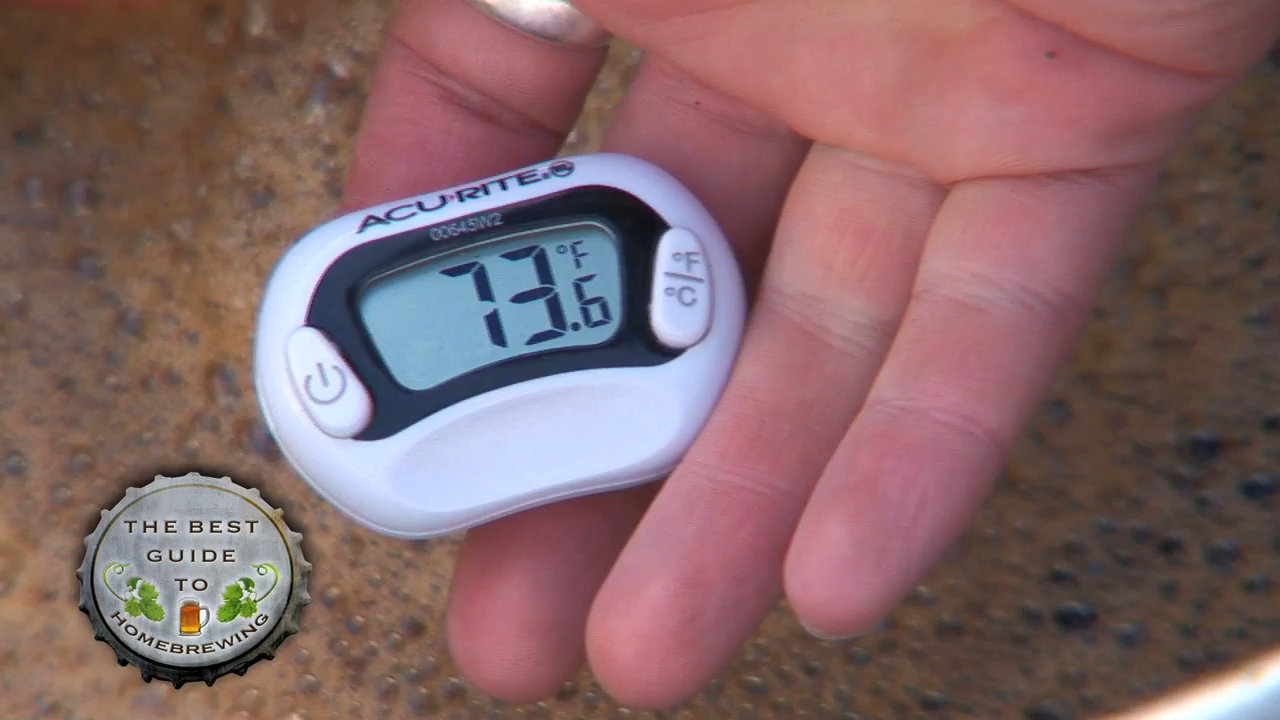 ACU·RITE®
00645W2
73.6 °F
°F
°C
THE BEST
GUIDE
TO
HOMEBREWING